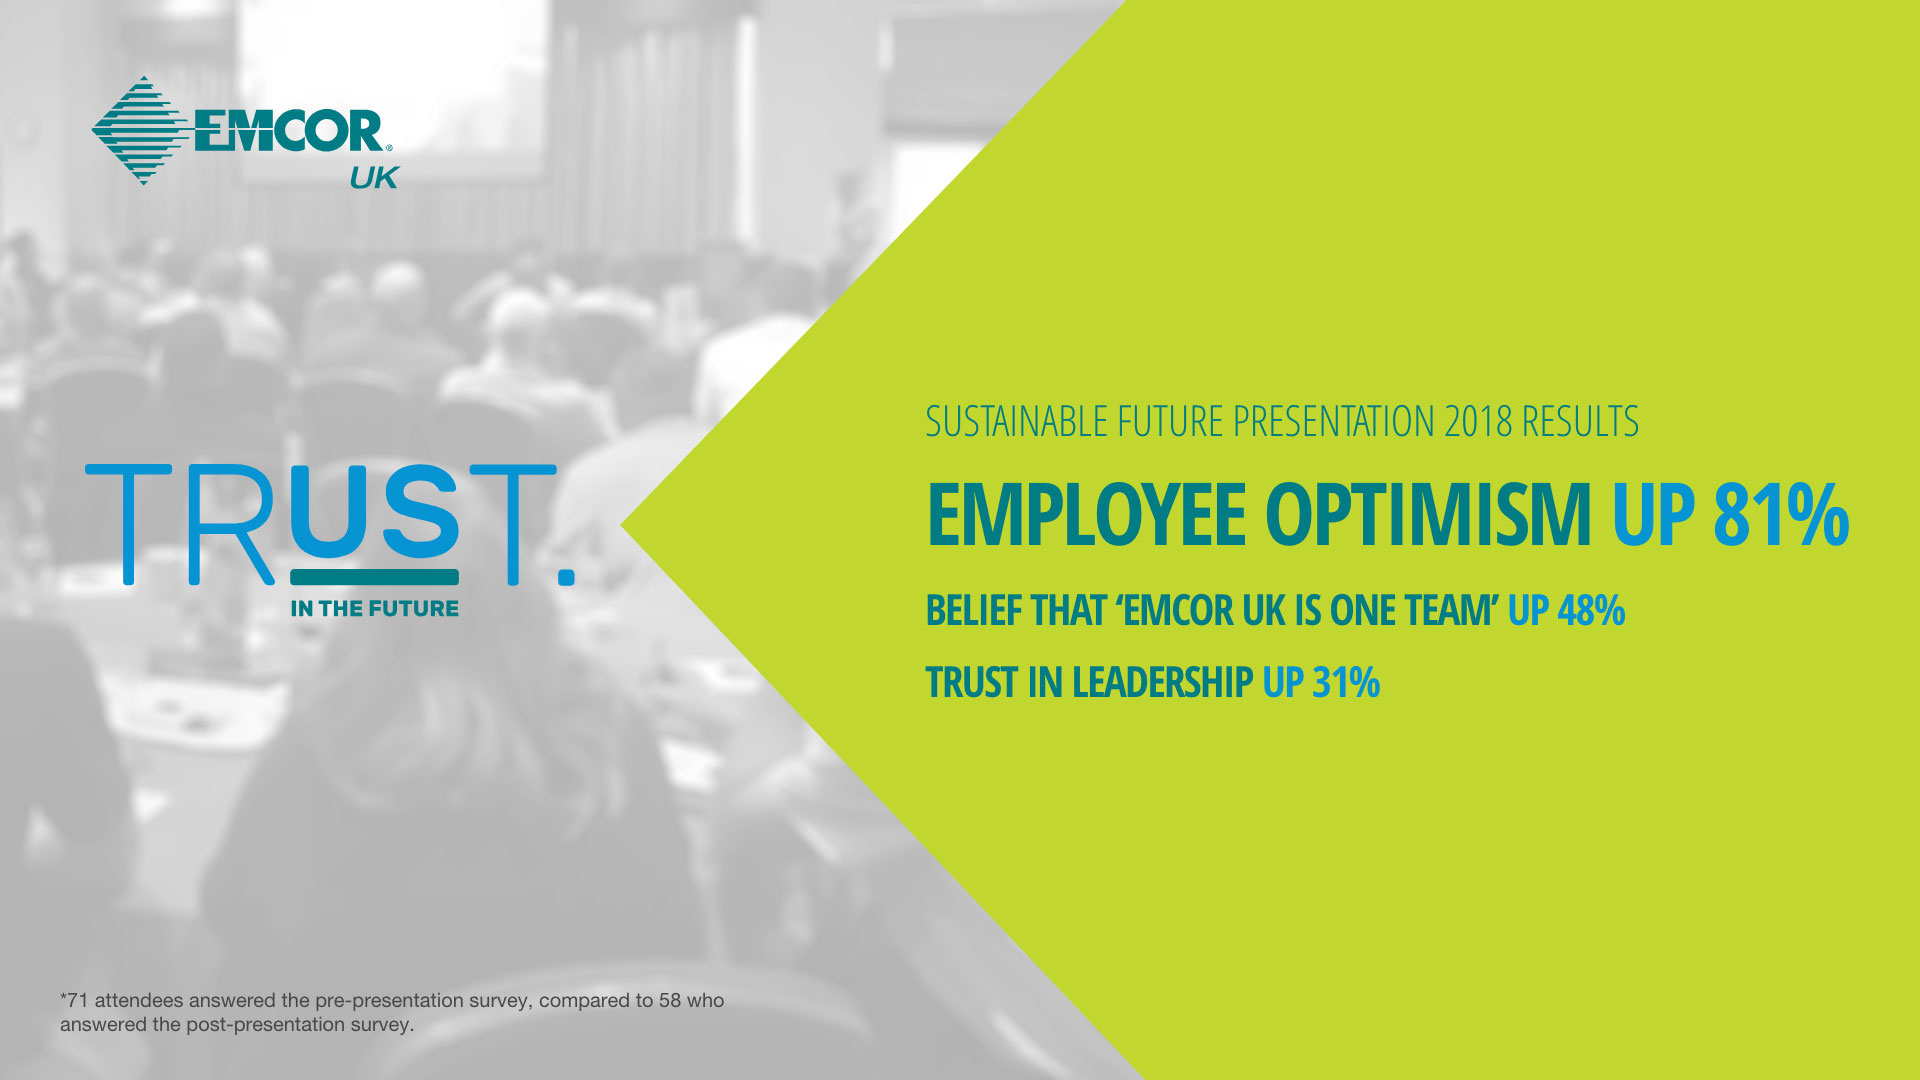 EMCOR®
UK
TRUST.
IN THE FUTURE
SUSTAINABLE FUTURE PRESENTATION 2018 RESULTS
EMPLOYEE OPTIMISM UP 81%
BELIEF THAT ‘EMCOR UK IS ONE TEAM’ UP 48%
TRUST IN LEADERSHIP UP 31%
*71 attendees answered the pre-presentation survey, compared to 58 who
answered the post-presentation survey.